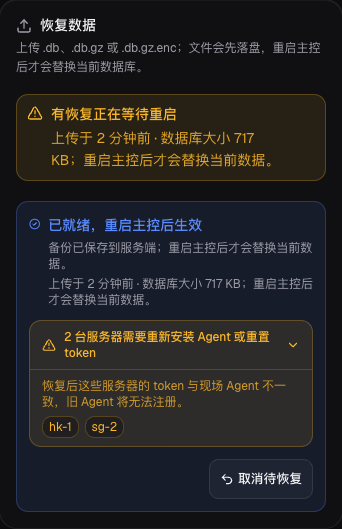 恢复数据
上传 .db、.db.gz 或 .db.gz.enc；文件会先落盘，重启主控
后才会替换当前数据库。
有恢复正在等待重启
上传于 2 分钟前 · 数据库大小 717
KB；重启主控后才会替换当前数据。
已就绪，重启主控后生效
备份已保存到服务端；重启主控后才会替换当前数
据。
上传于 2 分钟前 · 数据库大小 717 KB；重启主控后
才会替换当前数据。
2 台服务器需要重新安装 Agent 或重置
token
恢复后这些服务器的 token 与现场 Agent 不一
致，旧 Agent 将无法注册。
hk-1 sg-2
取消待恢复